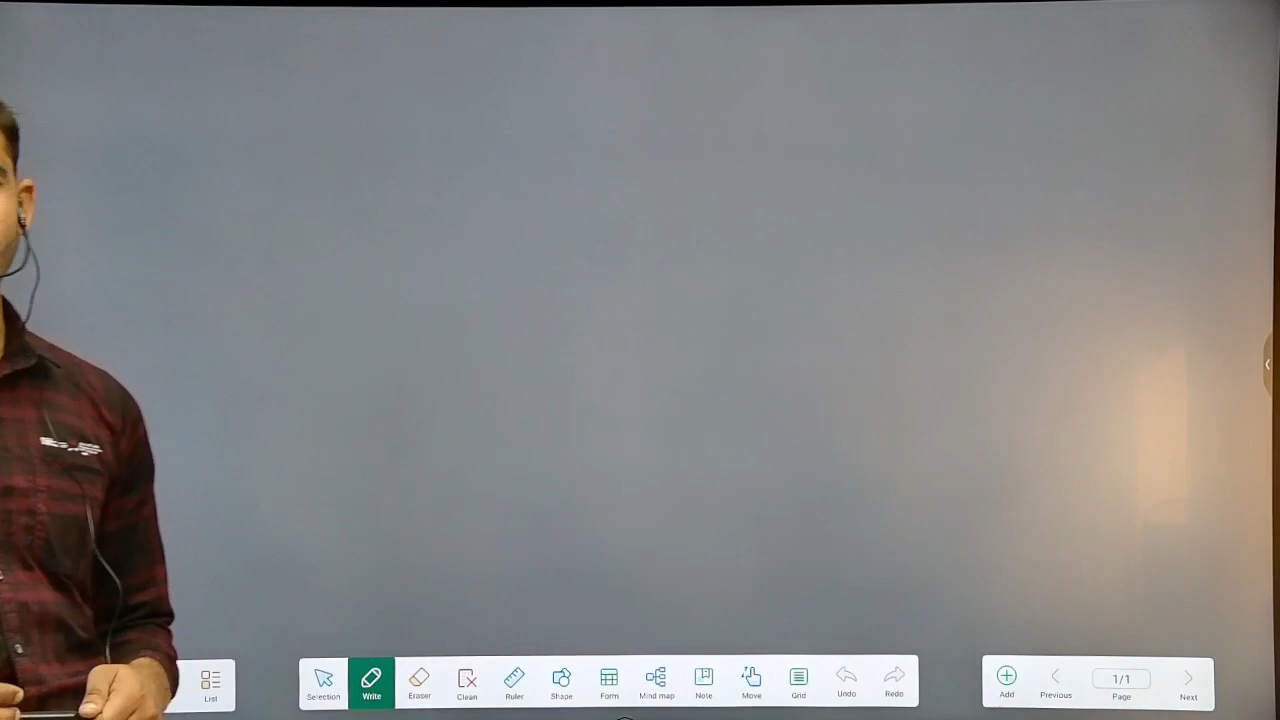 List
Selection
Write
Eraser
Clean
Ruler
Shape
Form
Mind map
Note
Move
Grid
Undo
Redo
Add
Previous
1/1
Page
Next